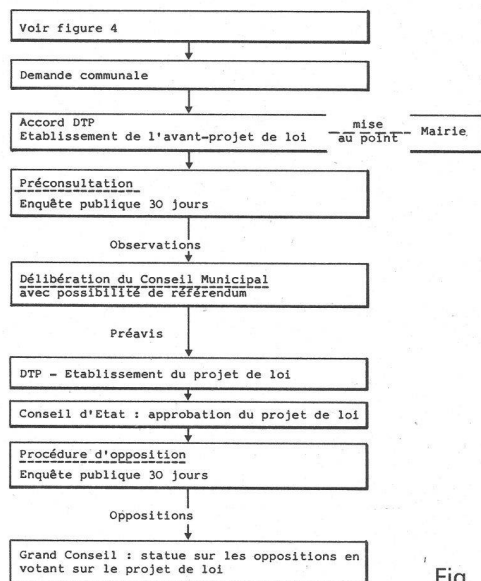 Voir figure 4
Demande communale
Accord DTP
Etablissement de l'avant-projet de loi
mise
au point
Mairie
Préconsultation
Enquête publique 30 jours
Observations
Délibération du Conseil Municipal
avec possibilité de référendum
Préavis
DTP - Etablissement du projet de loi
Conseil d'Etat : approbation du projet de loi
Procédure d'opposition
Enquête publique 30 jours
Oppositions
Grand Conseil : statue sur les oppositions en
votant sur le projet de loi
Fig